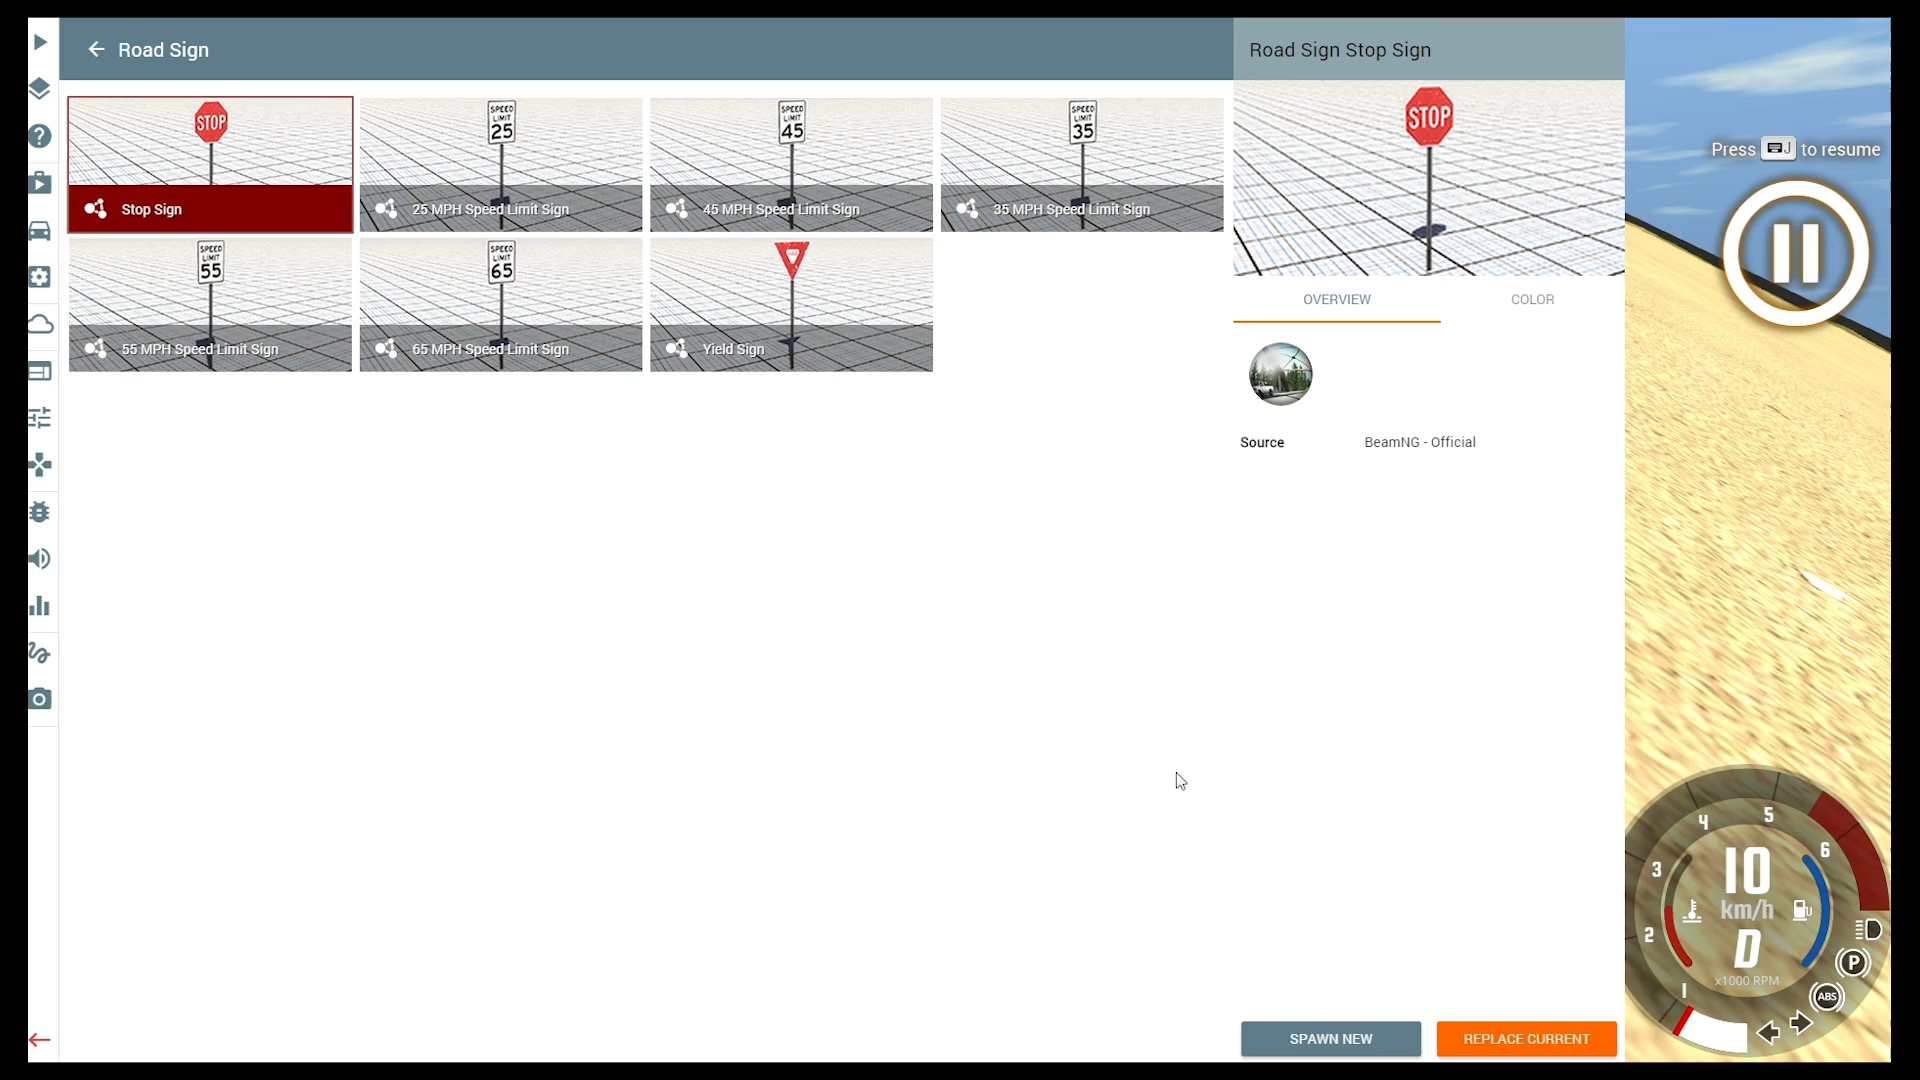 Road Sign
Road Sign Stop Sign
STOP
Stop Sign
SPEED
LIMIT
25
25 MPH Speed Limit Sign
SPEED
LIMIT
45
45 MPH Speed Limit Sign
SPEED
LIMIT
35
35 MPH Speed Limit Sign
SPEED
LIMIT
55
55 MPH Speed Limit Sign
SPEED
LIMIT
65
65 MPH Speed Limit Sign
Yield Sign
STOP
OVERVIEW
COLOR
Source
BeamNG - Official
SPAWN NEW
REPLACE CURRENT
Press J to resume
1
2
3
4
5
6
10
km/h
D
x1000 RPM
P
ABS